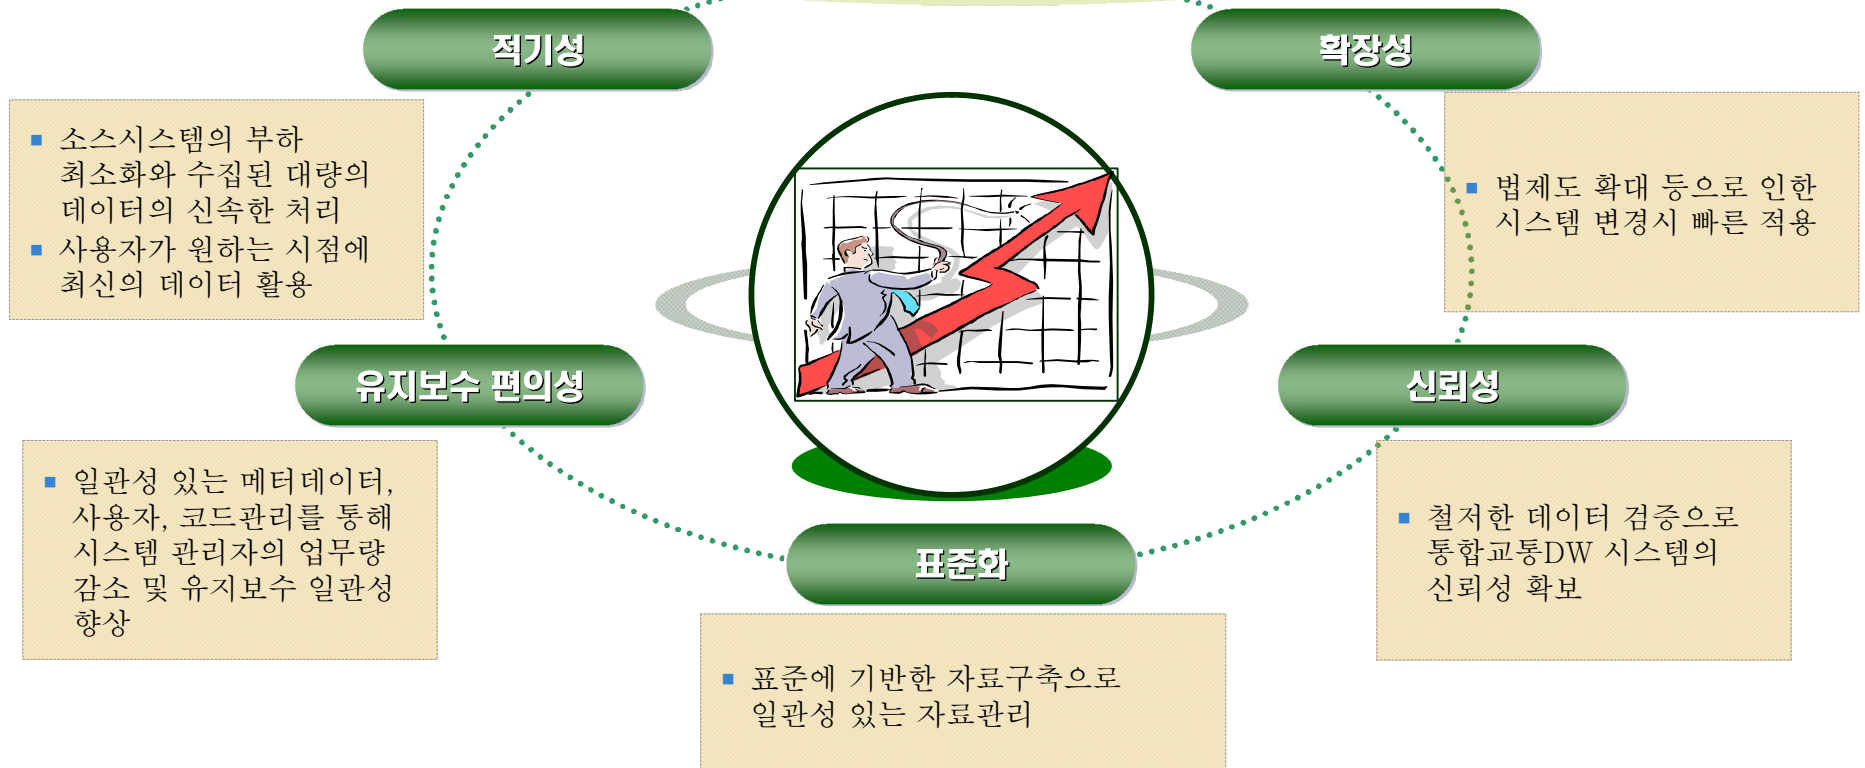 적기성
확장성
소스시스템의 부하
최소화와 수집된 대량의
데이터의 신속한 처리
사용자가 원하는 시점에
최신의 데이터 활용
법제도 확대 등으로 인한
시스템 변경시 빠른 적용
유지보수 편의성
신뢰성
일관성 있는 메터데이터,
사용자, 코드관리를 통해
시스템 관리자의 업무량
감소 및 유지보수 일관성
향상
철저한 데이터 검증으로
통합교통DW 시스템의
신뢰성 확보
표준화
표준에 기반한 자료구축으로
일관성 있는 자료관리